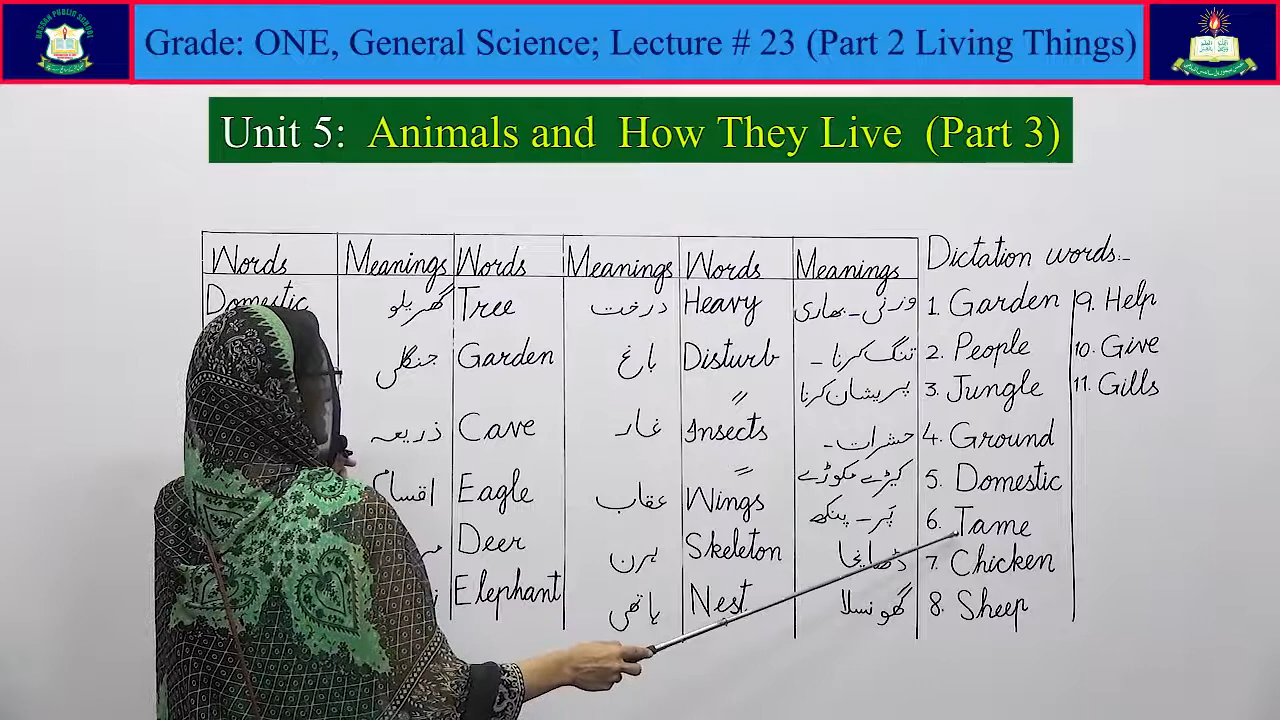 HASSAN PUBLIC SCHOOL
Grade: ONE, General Science; Lecture # 23 (Part 2 Living Things)
Unit 5: Animals and How They Live (Part 3)
Words Meanings Words Meanings Words Meanings
Domestic گھریلو Tree درخت Heavy وزنی - بھاری
جنگلی Garden باغ Disturb تنگ کرنا -
〃 پریشان کرنا
ذریعہ Cave غار Insects حشرات -
〃 کیڑے مکوڑے
اقسام Eagle عقاب Wings پَر - پنکھ
Deer ہرن Skeleton ڈھانچا
Elephant ہاتھی Nest گھونسلا
Dictation words:-
1. Garden
2. People
3. Jungle
4. Ground
5. Domestic
6. Tame
7. Chicken
8. Sheep
9. Help
10. Give
11. Gills